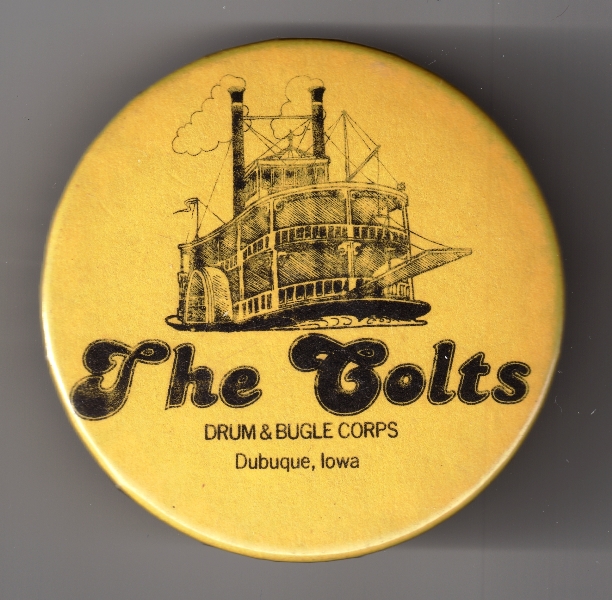 The Colts
DRUM & BUGLE CORPS
Dubuque, Iowa